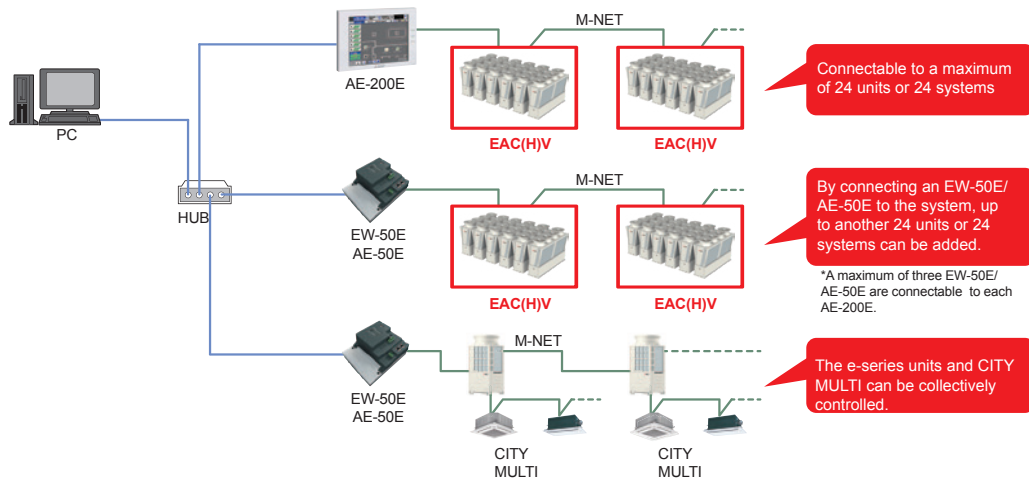 M-NET
AE-200E
EAC(H)V
EAC(H)V
Connectable to a maximum
of 24 units or 24 systems
PC
HUB
M-NET
EW-50E
AE-50E
EAC(H)V
EAC(H)V
By connecting an EW-50E/
AE-50E to the system, up
to another 24 units or 24
systems can be added.
*A maximum of three EW-50E/
AE-50E are connectable to each
AE-200E.
M-NET
EW-50E
AE-50E
CITY
MULTI
CITY
MULTI
The e-series units and CITY
MULTI can be collectively
controlled.